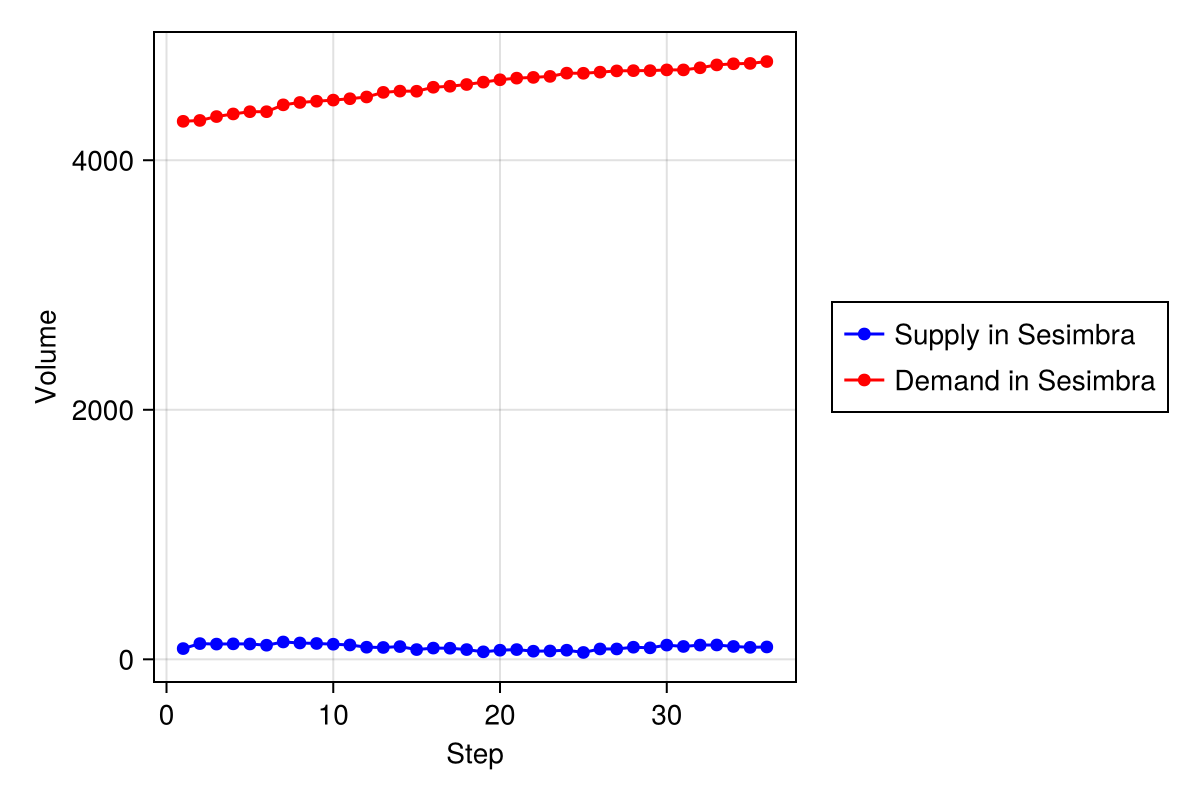 4000
2000
0
Volume
0 10 20 30
Step
Supply in Sesimbra
Demand in Sesimbra